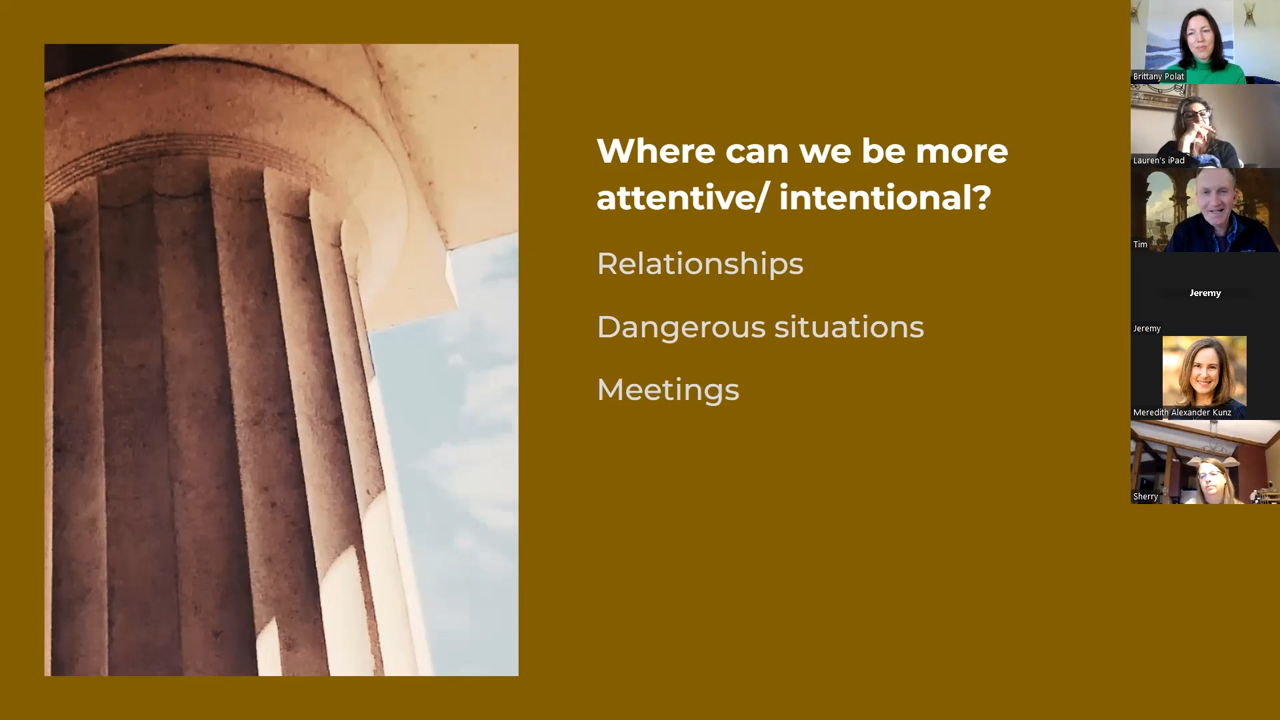 Where can we be more
attentive/ intentional?
Relationships
Dangerous situations
Meetings
Brittany Polat
Lauren's iPad
Tim
Jeremy
Jeremy
Meredith Alexander Kunz
Sherry